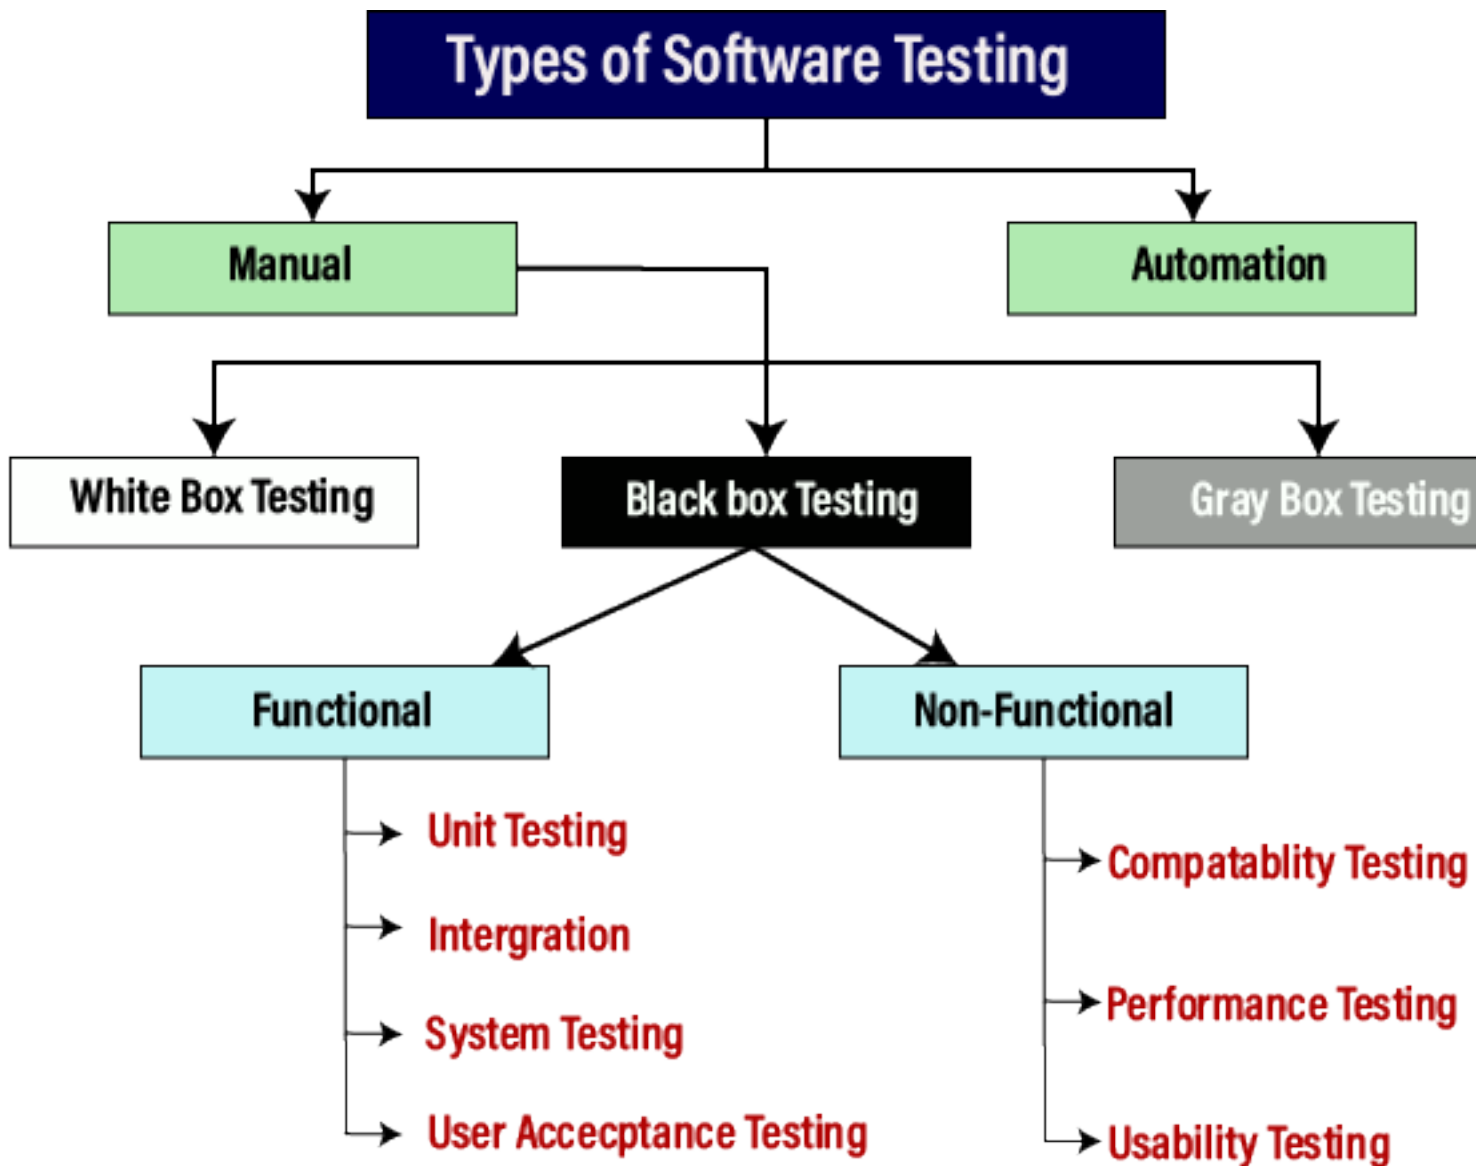 Types of Software Testing
Manual
Automation
White Box Testing
Black box Testing
Gray Box Testing
Functional
Non-Functional
Unit Testing
Intergration
System Testing
User Accecptance Testing
Compatablity Testing
Performance Testing
Usability Testing